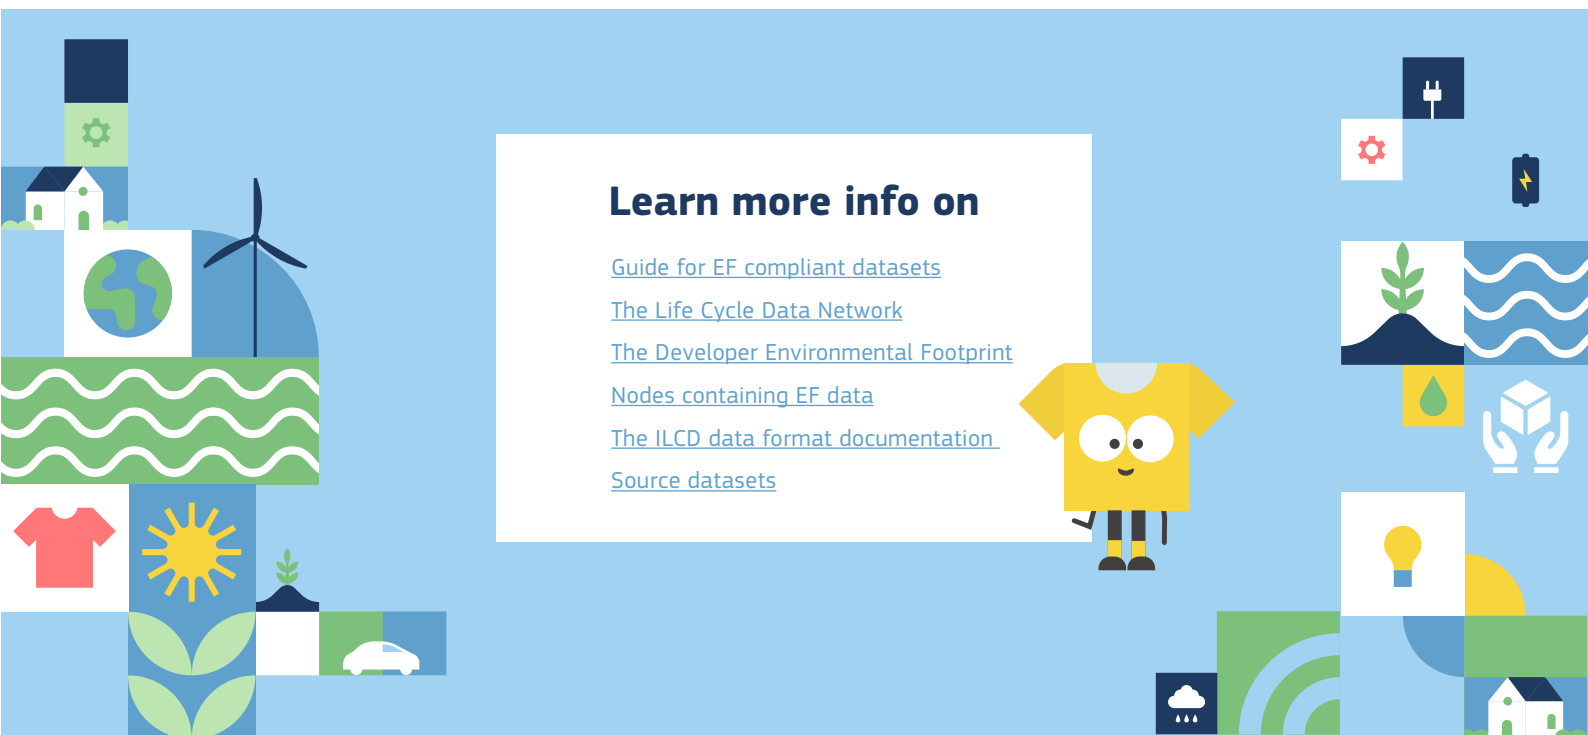 Learn more info on
Guide for EF compliant datasets
The Life Cycle Data Network
The Developer Environmental Footprint
Nodes containing EF data
The ILCD data format documentation
Source datasets